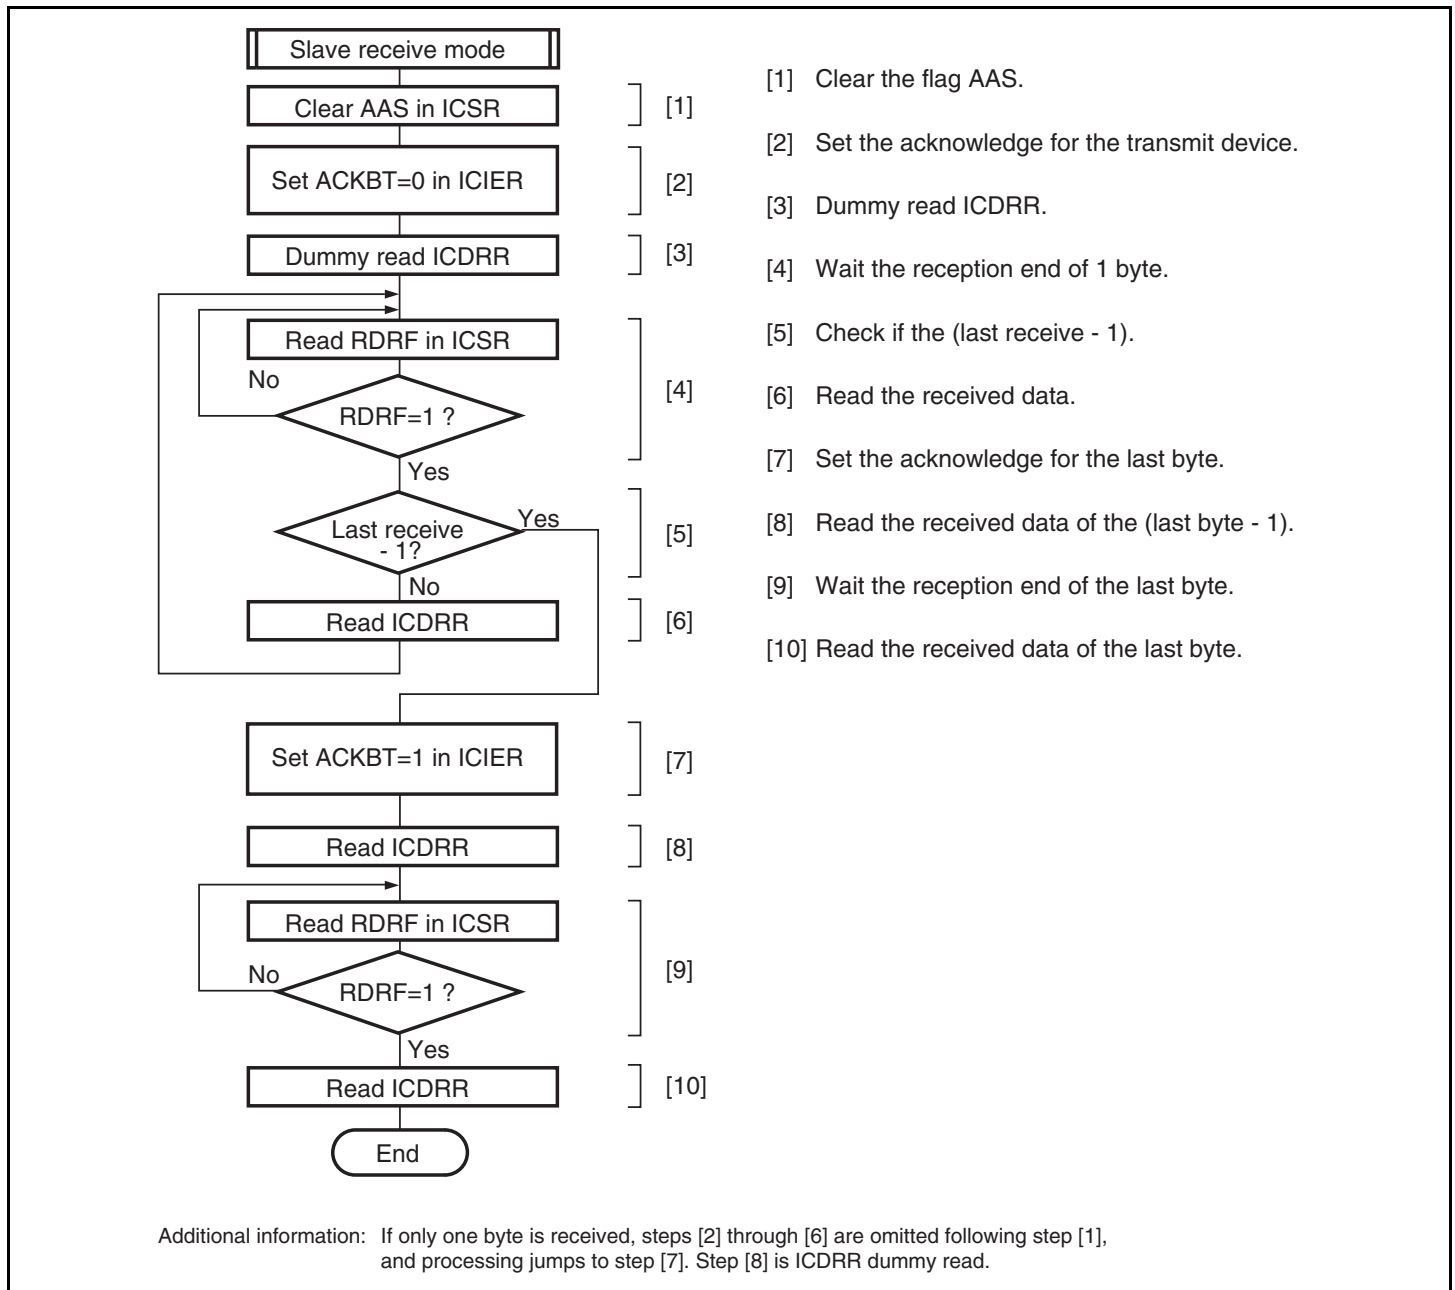 Slave receive mode
Clear AAS in ICSR
[1]
Set ACKBT=0 in ICIER
[2]
Dummy read ICDRR
[3]
Read RDRF in ICSR
No
RDRF=1 ?
[4]
Yes
Last receive
- 1?
Yes
[5]
No
Read ICDRR
[6]
Set ACKBT=1 in ICIER
[7]
Read ICDRR
[8]
Read RDRF in ICSR
No
RDRF=1 ?
[9]
Yes
Read ICDRR
[10]
End
[1] Clear the flag AAS.
[2] Set the acknowledge for the transmit device.
[3] Dummy read ICDRR.
[4] Wait the reception end of 1 byte.
[5] Check if the (last receive - 1).
[6] Read the received data.
[7] Set the acknowledge for the last byte.
[8] Read the received data of the (last byte - 1).
[9] Wait the reception end of the last byte.
[10] Read the received data of the last byte.
Additional information: If only one byte is received, steps [2] through [6] are omitted following step [1],
and processing jumps to step [7]. Step [8] is ICDRR dummy read.